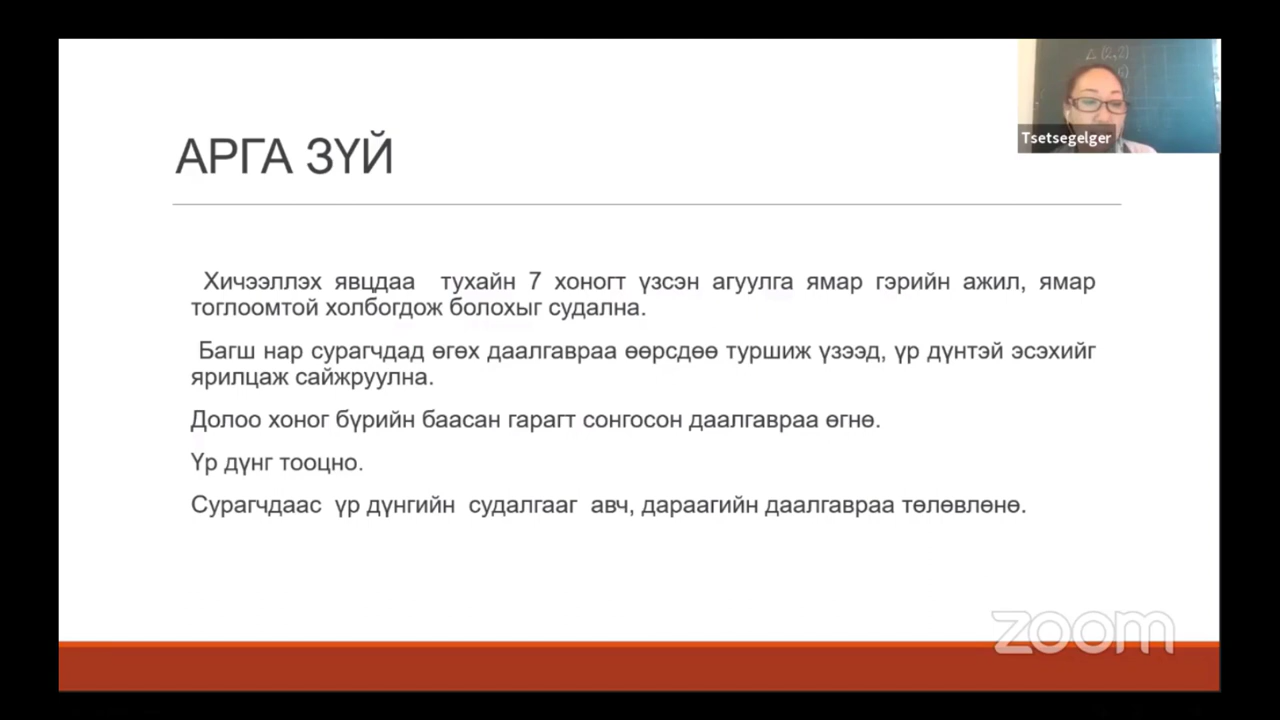 △ (2,2)
Tsetsegelger
АРГА ЗҮЙ
Хичээллэх явцдаа тухайн 7 хоногт үзсэн агуулга ямар гэрийн ажил, ямар
тоглоомтой холбогдож болохыг судална.
Багш нар сурагчдад өгөх даалгавраа өөрсдөө туршиж үзээд, үр дүнтэй эсэхийг
ярилцаж сайжруулна.
Долоо хоног бүрийн баасан гарагт сонгосон даалгавраа өгнө.
Үр дүнг тооцно.
Сурагчдаас үр дүнгийн судалгааг авч, дараагийн даалгавраа төлөвлөнө.
zoom